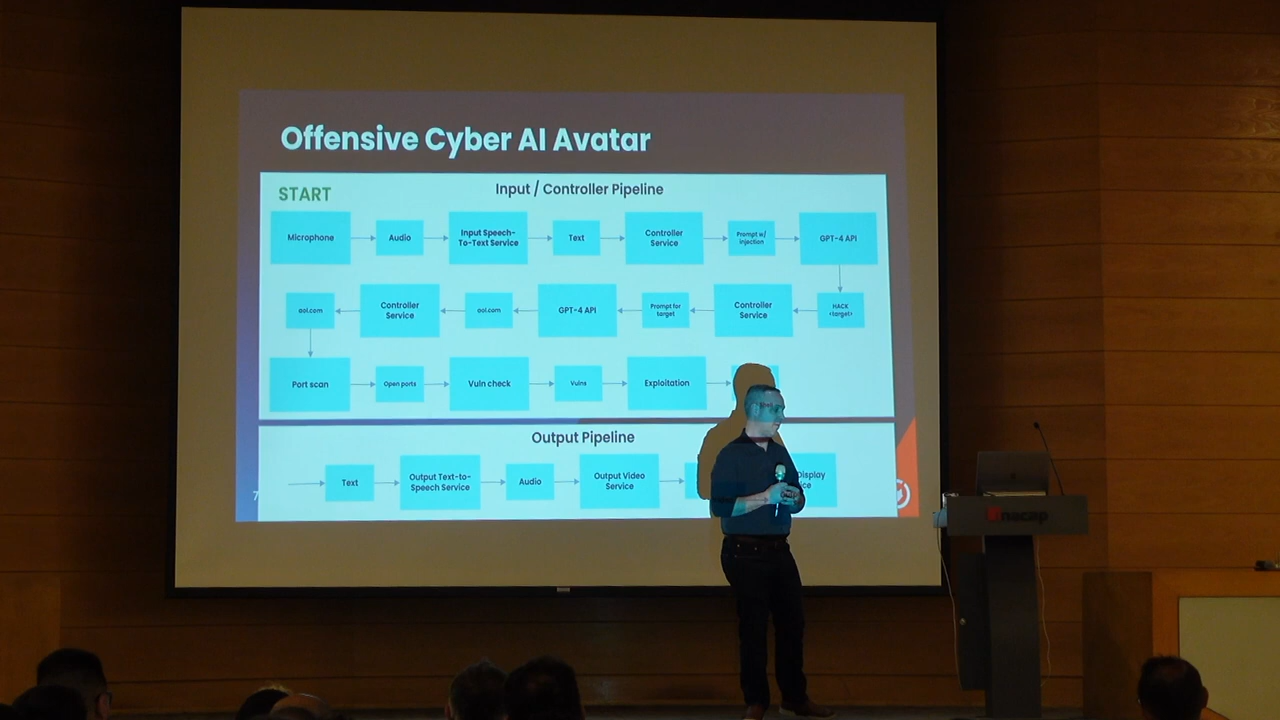 Offensive Cyber AI Avatar
START
Input / Controller Pipeline
Microphone
Audio
Input Speech-
To-Text Service
Text
Controller
Service
Prompt w/
injection
GPT-4 API
aol.com
Controller
Service
aol.com
GPT-4 API
Prompt for
target
Controller
Service
HACK
<target>
Port scan
Open ports
Vuln check
Vulns
Exploitation
Output Pipeline
Text
Output Text-to-
Speech Service
Audio
Output Video
Service
Display
7
inacap